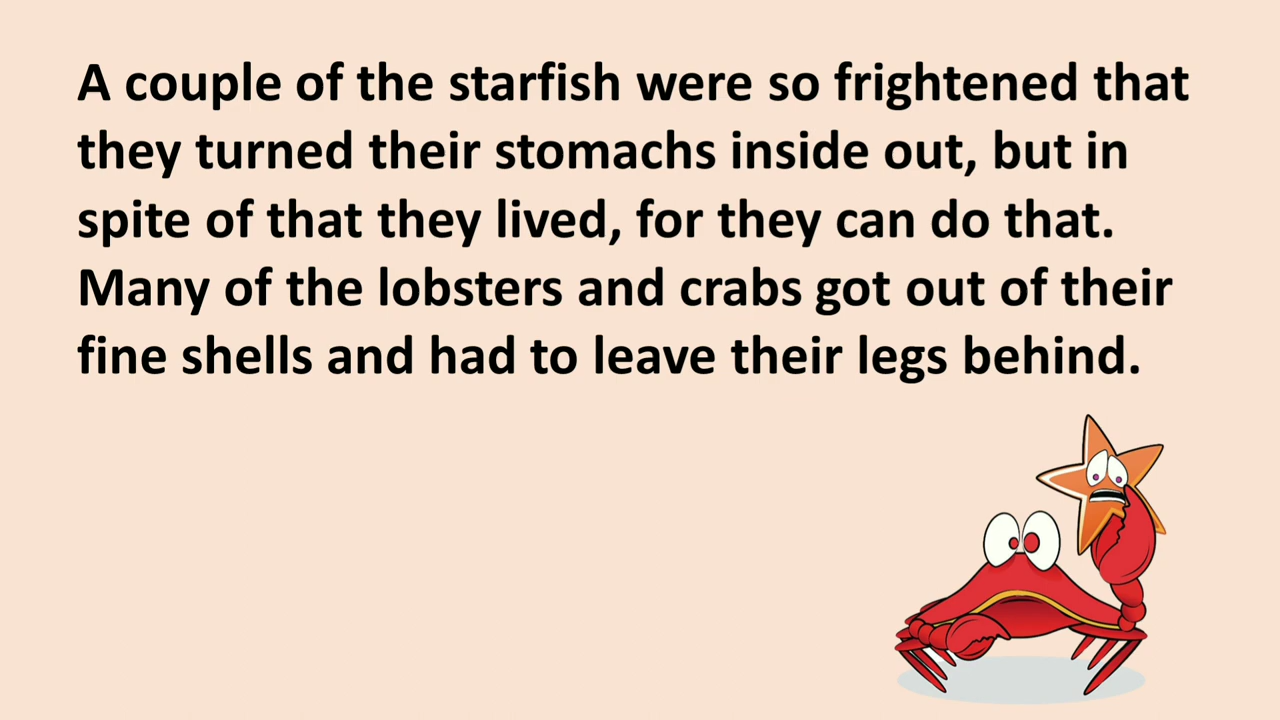 A couple of the starfish were so frightened that
they turned their stomachs inside out, but in
spite of that they lived, for they can do that.
Many of the lobsters and crabs got out of their
fine shells and had to leave their legs behind.